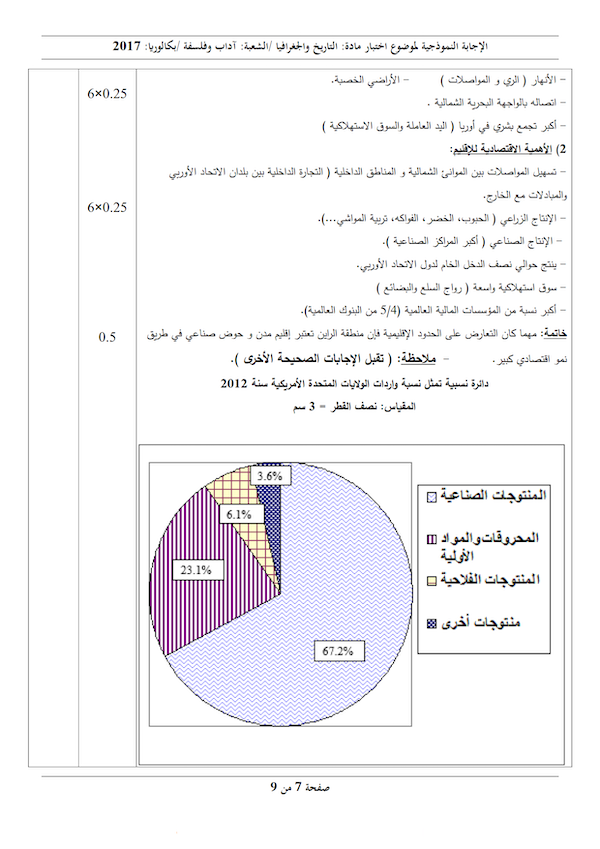 الإجابة النموذجية لموضوع اختبار مادة: التاريخ والجغرافيا /الشعبة: آداب وفلسفة /بكالوريا: 2017
– الأنهار ( الري و المواصلات ) – الأراضي الخصبة.
6×0.25
– اتصاله بالواجهة البحرية الشمالية .
– أكبر تجمع بشري في أوربا ( اليد العاملة والسوق الاستهلاكية )
2) الأهمية الاقتصادية للإقليم:
– تسهيل المواصلات بين الموانئ الشمالية و المناطق الداخلية ( التجارة الداخلية بين بلدان الاتحاد الأوربي
والمبادلات مع الخارج.
6×0.25
– الإنتاج الزراعي ( الحبوب، الخضر، الفواكه، تربية المواشي...).
– الإنتاج الصناعي ( أكبر المراكز الصناعية ).
– ينتج حوالي نصف الدخل الخام لدول الاتحاد الأوربي.
– سوق استهلاكية واسعة ( رواج السلع والبضائع )
– أكبر نسبة من المؤسسات المالية العالمية (5/4 من البنوك العالمية).
خاتمة: مهما كان التعارض على الحدود الإقليمية فإن منطقة الراين تعتبر إقليم مدن و حوض صناعي في طريق
0.5
نمو اقتصادي كبير. – ملاحظة: ( تقبل الإجابات الصحيحة الأخرى ).
دائرة نسبية تمثل نسبة واردات الولايات المتحدة الأمريكية سنة 2012
المقياس: نصف القطر = 3 سم
3.6%
6.1%
23.1%
67.2%
المنتوجات الصناعية
المحروقات والمواد
الأولية
المنتوجات الفلاحية
منتوجات أخرى
صفحة 7 من 9